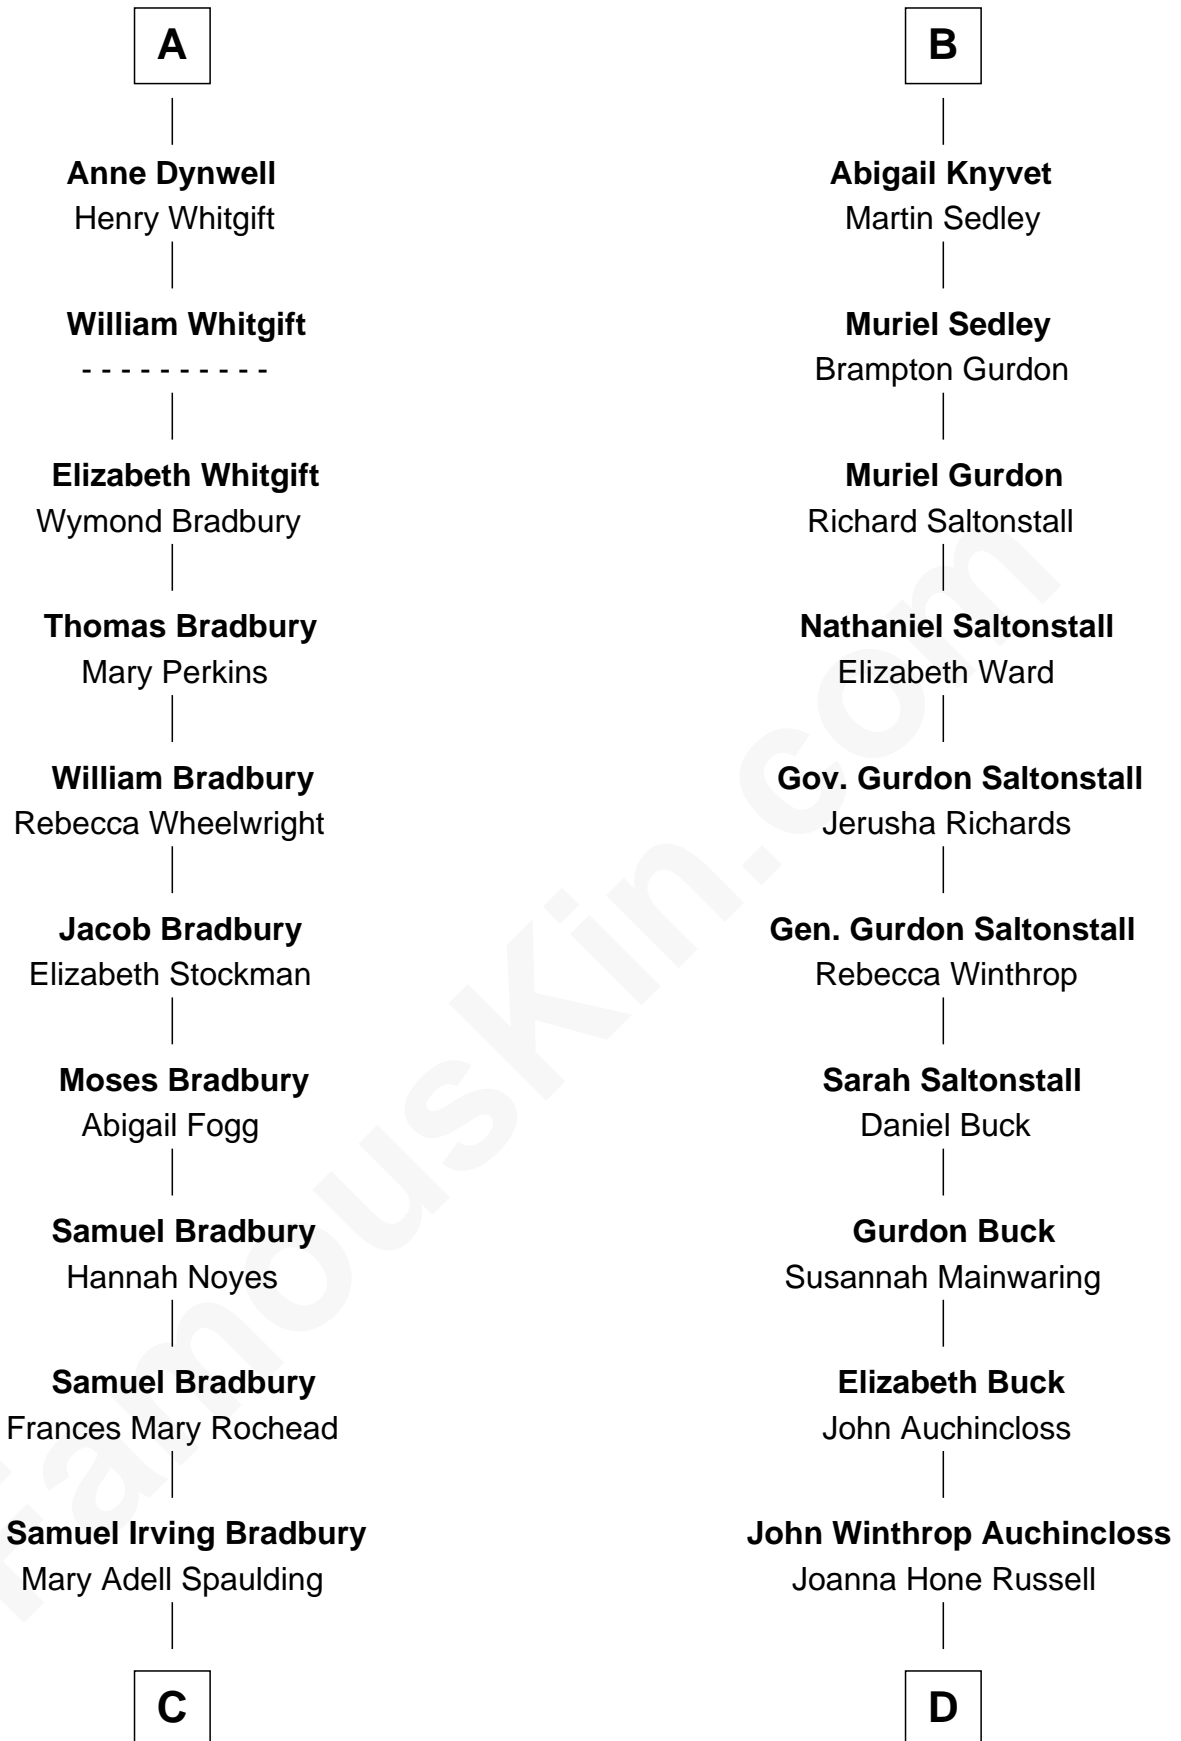 A
Anne Dynwell
Henry Whitgift
William Whitgift
- - - - - - - - - -
Elizabeth Whitgift
Wymond Bradbury
Thomas Bradbury
Mary Perkins
William Bradbury
Rebecca Wheelwright
Jacob Bradbury
Elizabeth Stockman
Moses Bradbury
Abigail Fogg
Samuel Bradbury
Hannah Noyes
Samuel Bradbury
Frances Mary Rochead
Samuel Irving Bradbury
Mary Adell Spaulding
C
B
Abigail Knyvet
Martin Sedley
Muriel Sedley
Brampton Gurdon
Muriel Gurdon
Richard Saltonstall
Nathaniel Saltonstall
Elizabeth Ward
Gov. Gurdon Saltonstall
Jerusha Richards
Gen. Gurdon Saltonstall
Rebecca Winthrop
Sarah Saltonstall
Daniel Buck
Gurdon Buck
Susannah Mainwaring
Elizabeth Buck
John Auchincloss
John Winthrop Auchincloss
Joanna Hone Russell
D
FamousKin.com